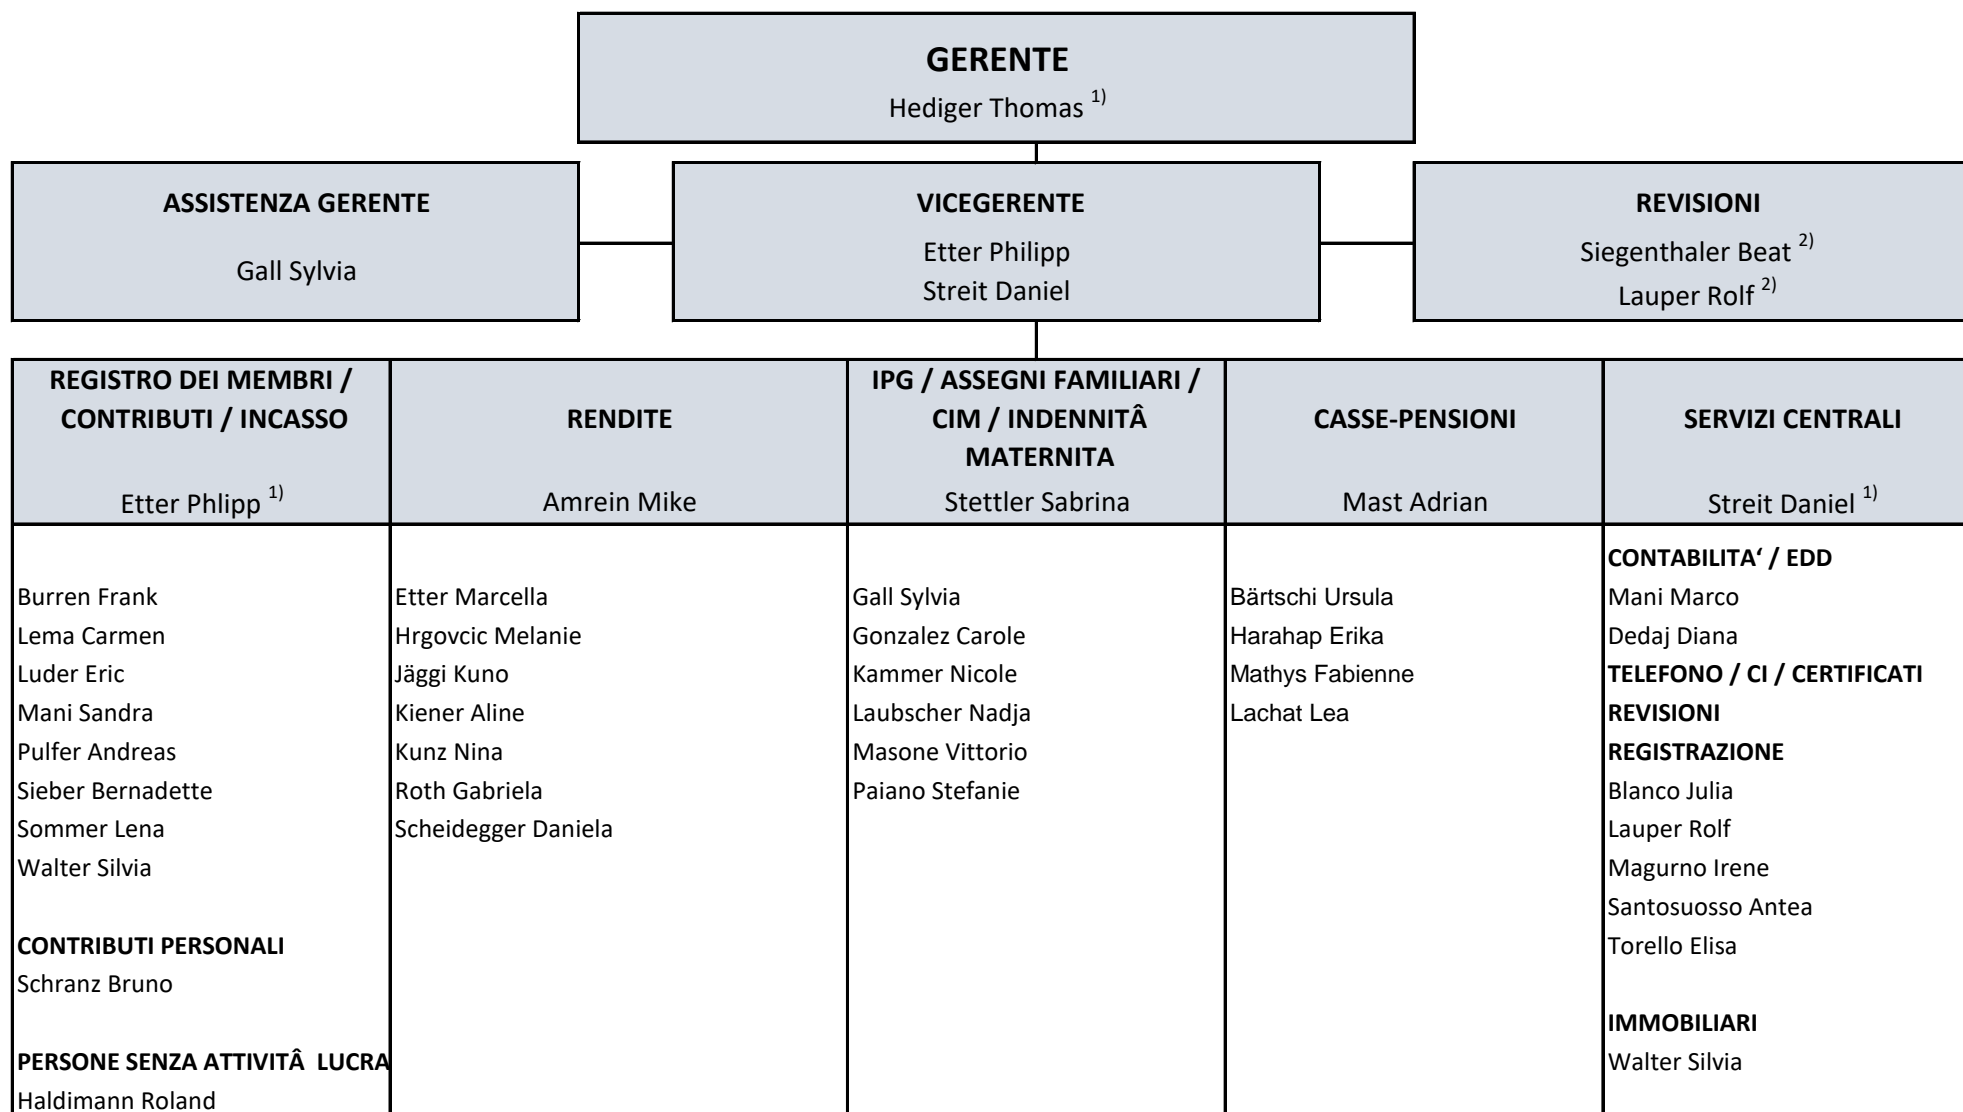 GERENTE
Hediger Thomas 1)
ASSISTENZA GERENTE
Gall Sylvia
VICEGERENTE
Etter Philipp
Streit Daniel
REVISIONI
Siegenthaler Beat 2)
Lauper Rolf 2)
REGISTRO DEI MEMBRI /
CONTRIBUTI / INCASSO
Etter Phlipp 1)
RENDITE
Amrein Mike
IPG / ASSEGNI FAMILIARI /
CIM / INDENNITÂ
MATERNITA
Stettler Sabrina
CASSE-PENSIONI
Mast Adrian
SERVIZI CENTRALI
Streit Daniel 1)
Burren Frank
Lema Carmen
Luder Eric
Mani Sandra
Pulfer Andreas
Sieber Bernadette
Sommer Lena
Walter Silvia
CONTRIBUTI PERSONALI
Schranz Bruno
PERSONE SENZA ATTIVITÂ  LUCRA
Haldimann Roland
Etter Marcella
Hrgovcic Melanie
Jäggi Kuno
Kiener Aline
Kunz Nina
Roth Gabriela
Scheidegger Daniela
Gall Sylvia
Gonzalez Carole
Kammer Nicole
Laubscher Nadja
Masone Vittorio
Paiano Stefanie
Bärtschi Ursula
Harahap Erika
Mathys Fabienne
Lachat Lea
CONTABILITA‘ / EDD
Mani Marco
Dedaj Diana
TELEFONO / CI / CERTIFICATI
REVISIONI
REGISTRAZIONE
Blanco Julia
Lauper Rolf
Magurno Irene
Santosuosso Antea
Torello Elisa
IMMOBILIARI
Walter Silvia